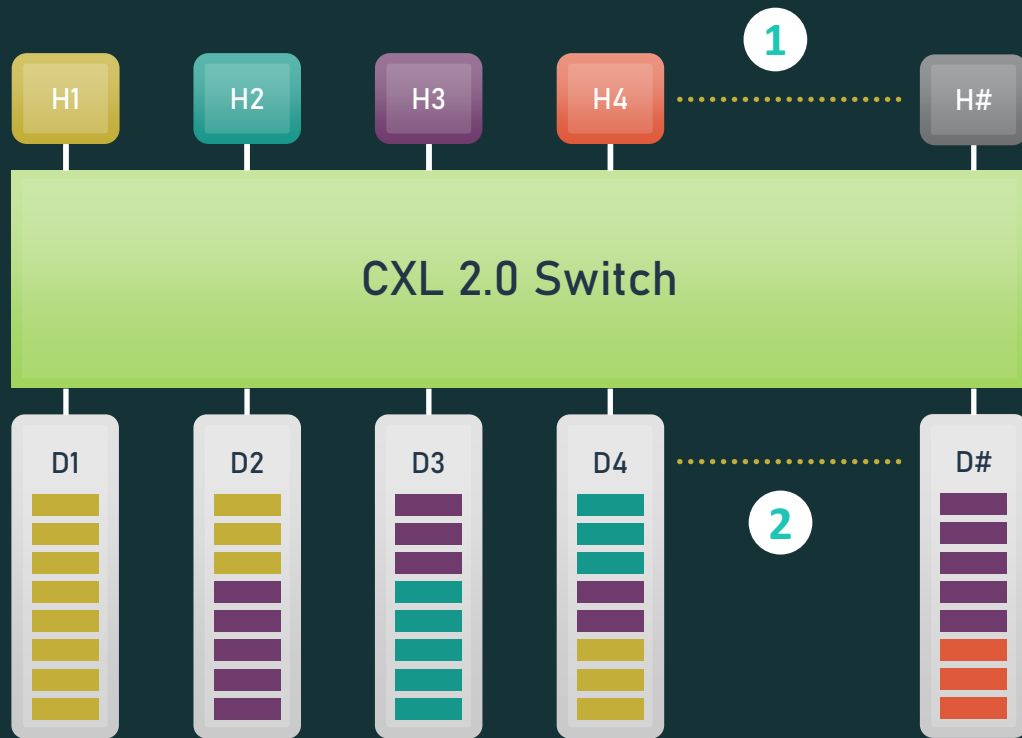 1
H1 H2 H3 H4 H#
CXL 2.0 Switch
D1 D2 D3 D4 D#
2